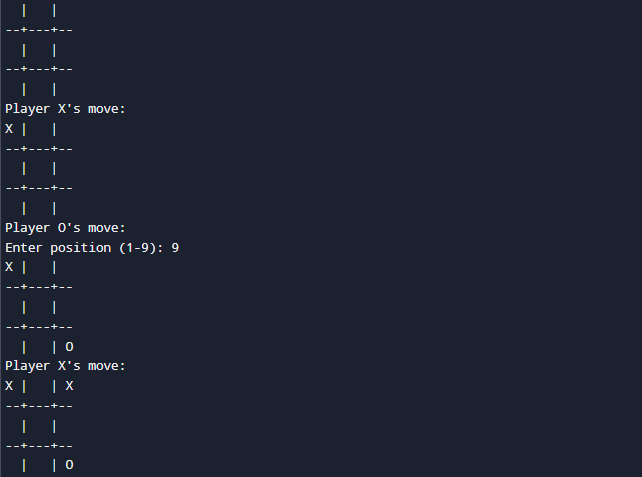 |   |
--+---+--
  |   |
--+---+--
  |   |
Player X's move:
X |   |
--+---+--
  |   |
--+---+--
  |   |
Player O's move:
Enter position (1-9): 9
X |   |
--+---+--
  |   |
--+---+--
  |   | O
Player X's move:
X |   | X
--+---+--
  |   |
--+---+--
  |   | O